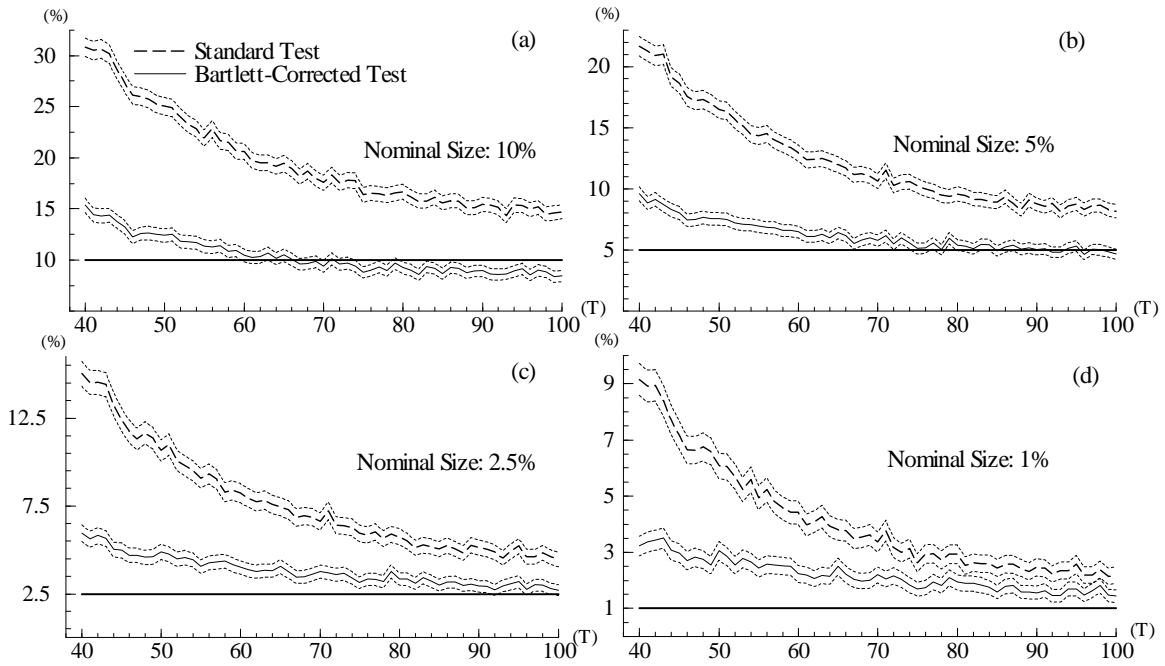 (%)
(a)
Standard Test
Bartlett-Corrected Test
Nominal Size: 10%
30
25
20
15
10
40 50 60 70 80 90 100
(T)
(%)
(b)
Nominal Size: 5%
20
15
10
5
40 50 60 70 80 90 100
(T)
(%)
(c)
Nominal Size: 2.5%
12.5
7.5
2.5
40 50 60 70 80 90 100
(T)
(%)
(d)
Nominal Size: 1%
9
7
5
3
1
40 50 60 70 80 90 100
(T)